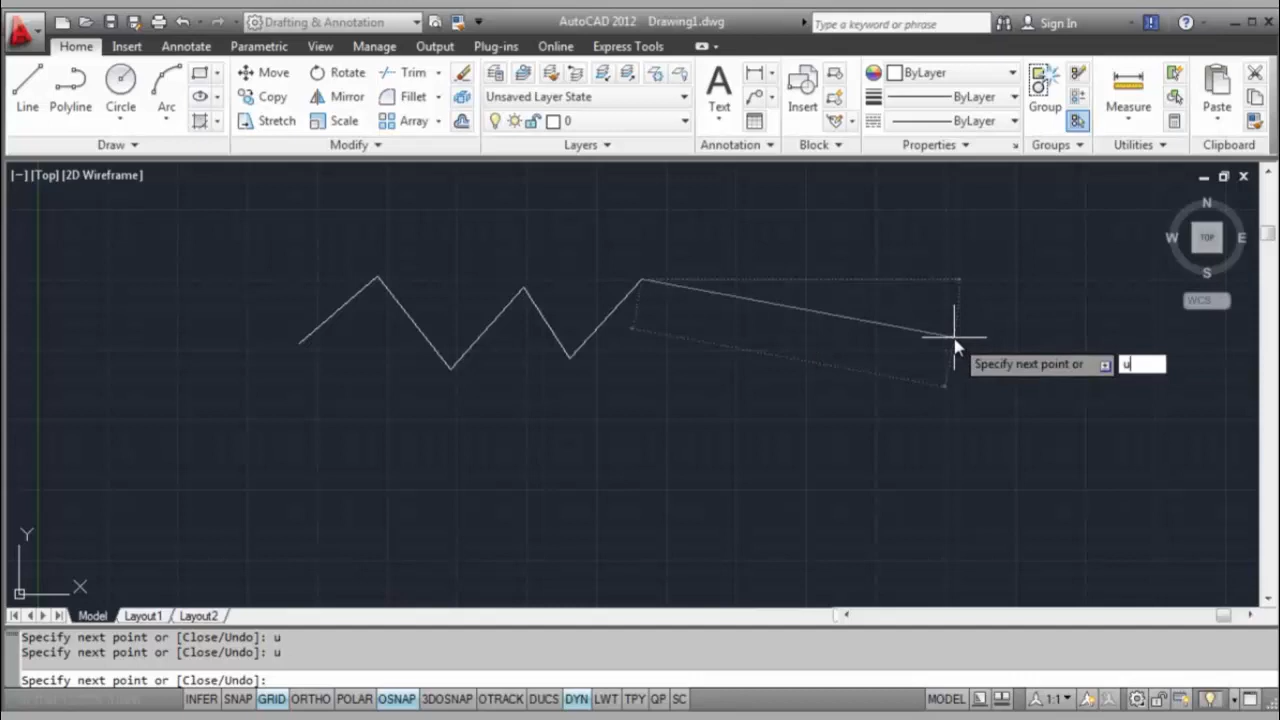 Drafting & Annotation
AutoCAD 2012 Drawing1.dwg
Type a keyword or phrase
Sign In
Home Insert Annotate Parametric View Manage Output Plug-ins Online Express Tools
Line Polyline Circle Arc
Move Rotate Trim
Copy Mirror Fillet
Stretch Scale Array
Unsaved Layer State
0
Text
Insert
ByLayer
ByLayer
ByLayer
Group
Measure
Paste
Draw Modify Layers Annotation Block Properties Groups Utilities Clipboard
[−][Top][2D Wireframe]
N
W TOP E
S
WCS
Specify next point or u
Y
X
Model Layout1 Layout2
Specify next point or [Close/Undo]: u
Specify next point or [Close/Undo]: u
Specify next point or [Close/Undo]:
INFER SNAP GRID ORTHO POLAR OSNAP 3DOSNAP OTRACK DUCS DYN LWT TPY QP SC MODEL 1:1